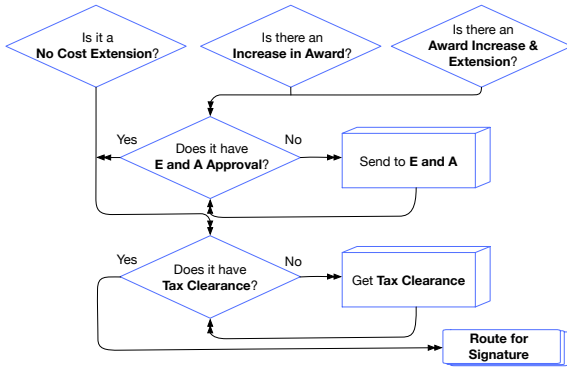 Is it a
No Cost Extension?
Is there an
Increase in Award?
Is there an
Award Increase &
Extension?
Yes
Does it have
E and A Approval?
No
Send to E and A
Yes
Does it have
Tax Clearance?
No
Get Tax Clearance
Route for
Signature